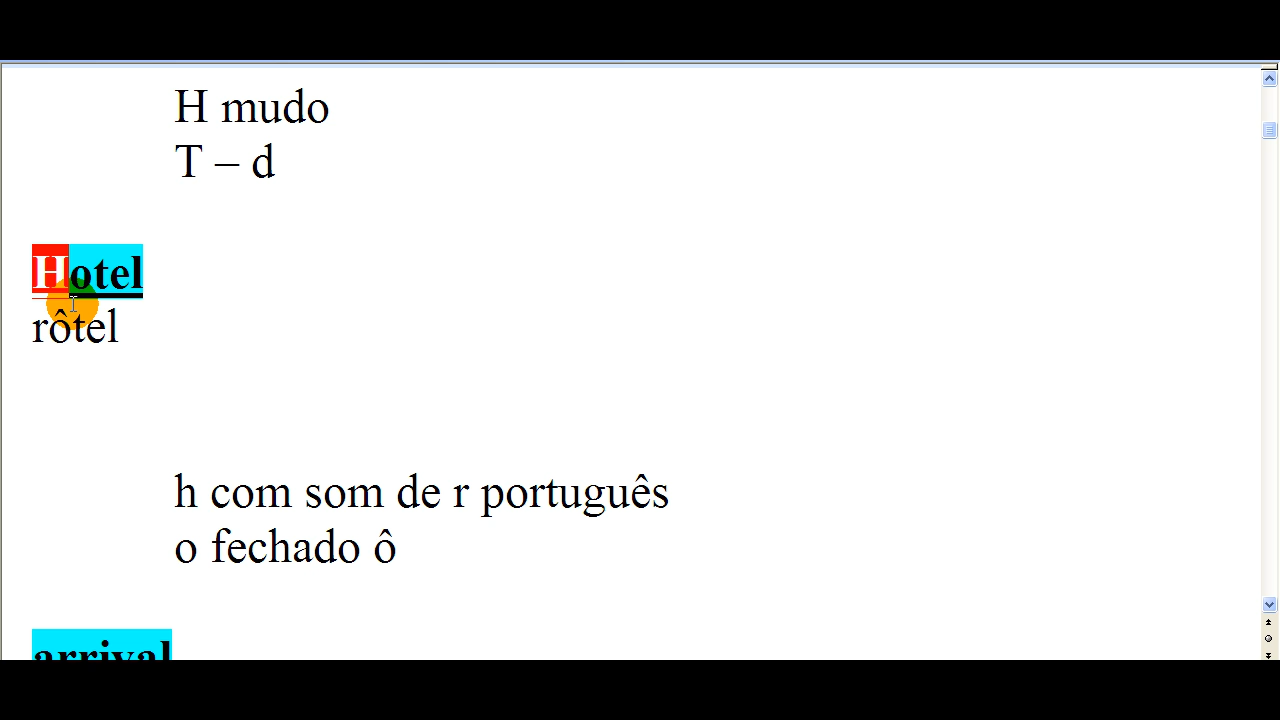 H mudo
T – d
Hotel
rôtel
h com som de r português
o fechado ô
arrival